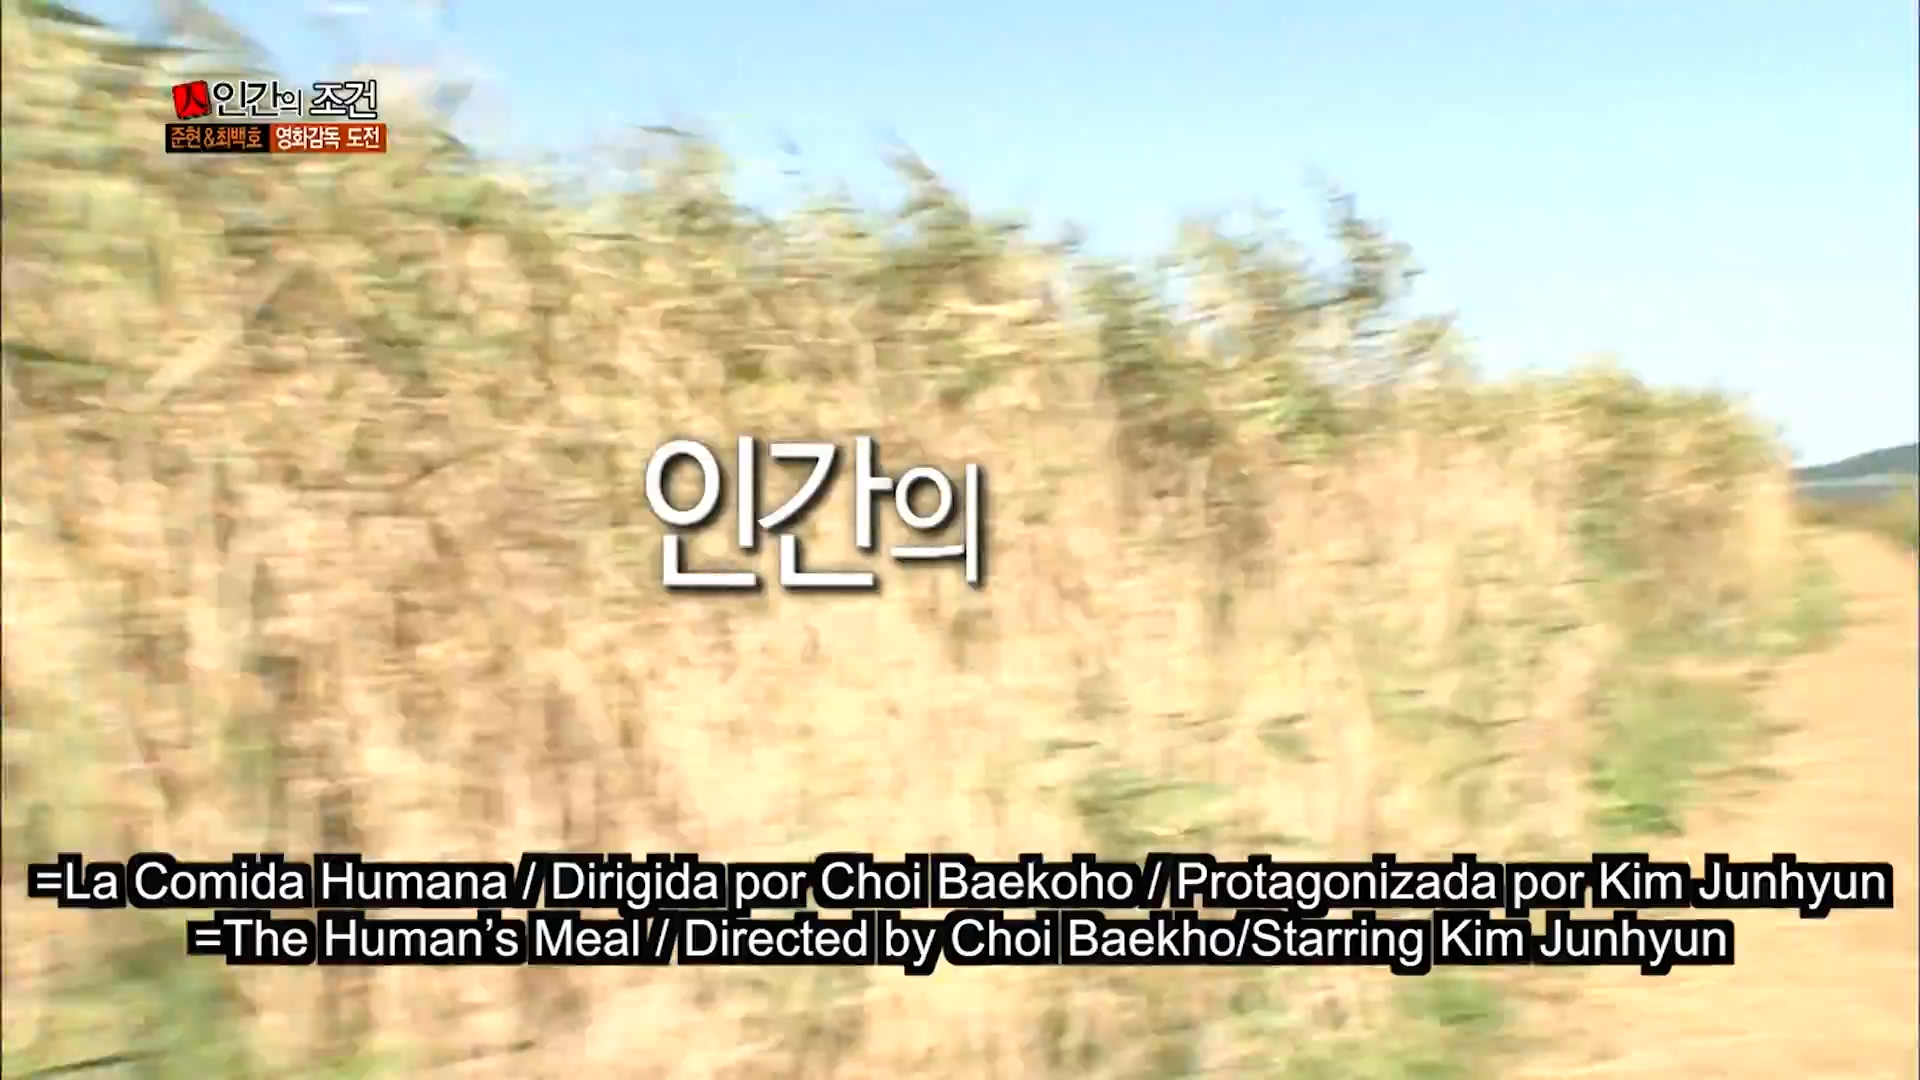 人인간의 조건
준현&최백호 영화감독 도전
인간의
=La Comida Humana / Dirigida por Choi Baekoho / Protagonizada por Kim Junhyun
=The Human’s Meal / Directed by Choi Baekho/Starring Kim Junhyun